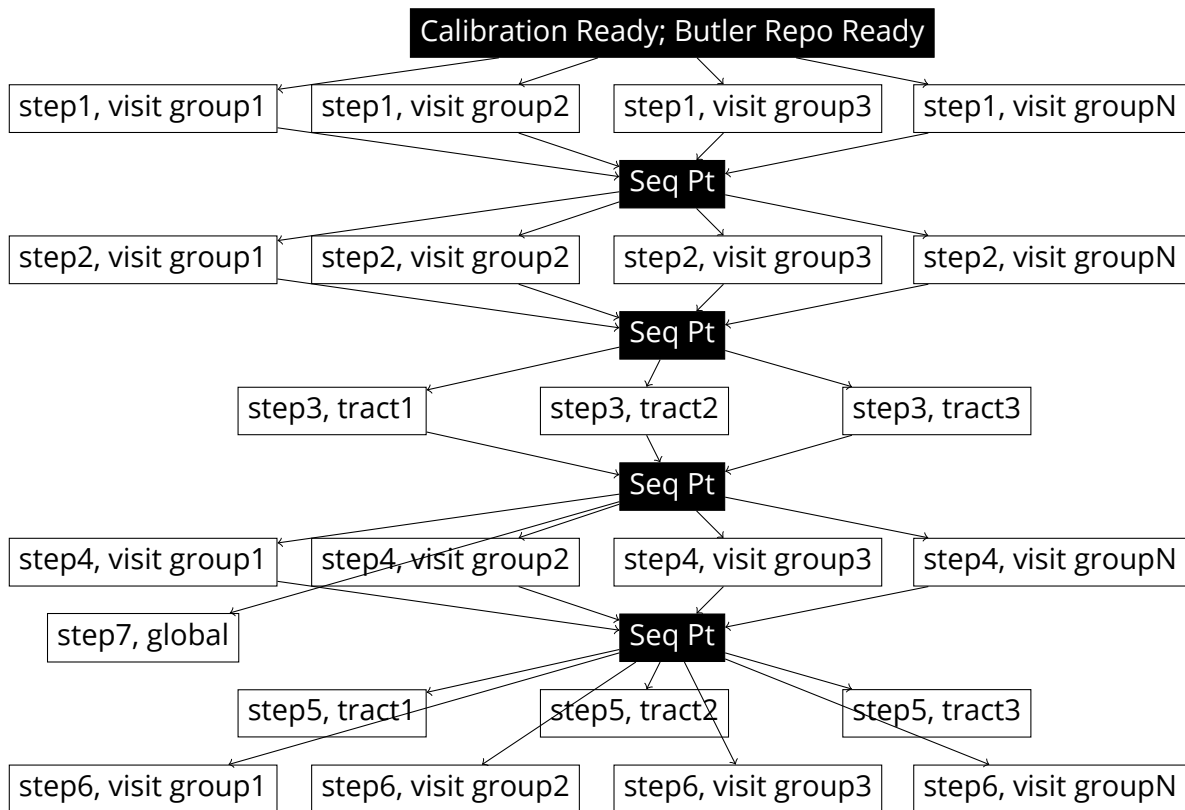 Calibration Ready; Butler Repo Ready
step1, visit group1
step1, visit group2
step1, visit group3
step1, visit groupN
Seq Pt
step2, visit group1
step2, visit group2
step2, visit group3
step2, visit groupN
Seq Pt
step3, tract1
step3, tract2
step3, tract3
Seq Pt
step4, visit group1
step4, visit group2
step4, visit group3
step4, visit groupN
step7, global
Seq Pt
step5, tract1
step5, tract2
step5, tract3
step6, visit group1
step6, visit group2
step6, visit group3
step6, visit groupN